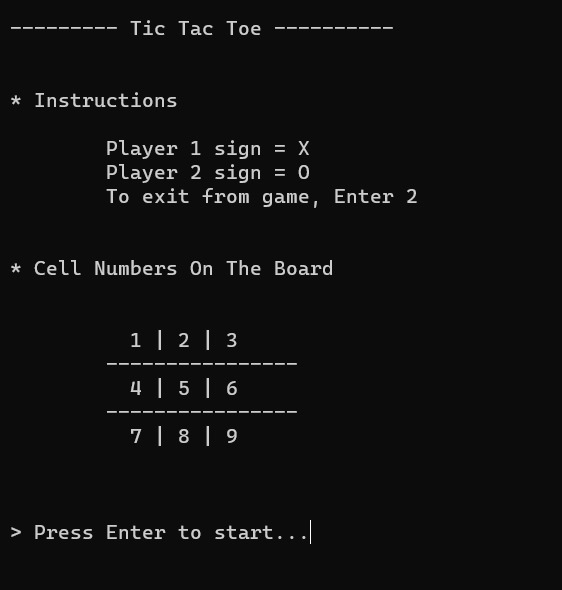 --------- Tic Tac Toe ----------
* Instructions
Player 1 sign = X
Player 2 sign = O
To exit from game, Enter 2
* Cell Numbers On The Board
1 | 2 | 3
----------------
4 | 5 | 6
----------------
7 | 8 | 9
> Press Enter to start...